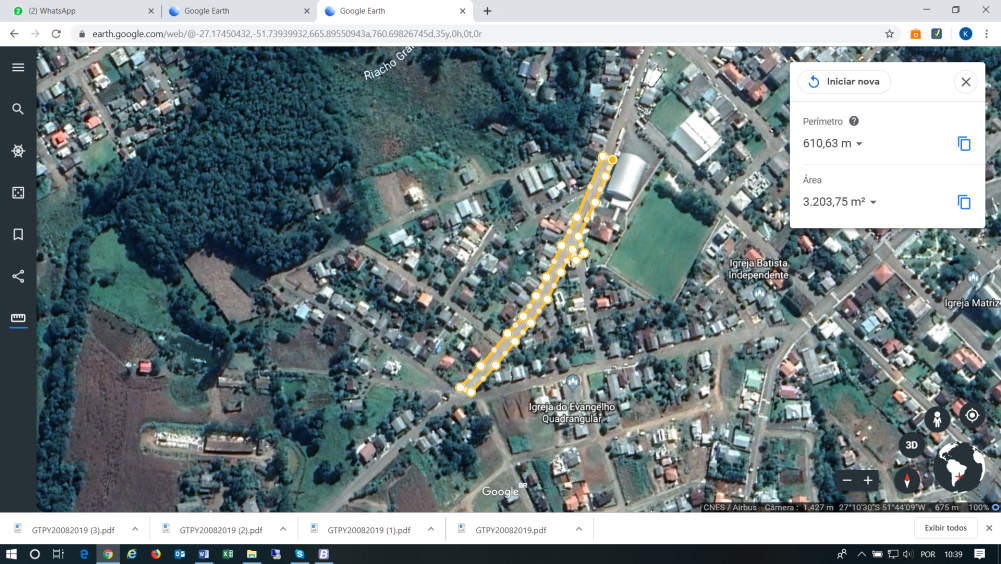 (2) WhatsApp
Google Earth
Google Earth
earth.google.com/web/@-27.17450432,-51.73939932,665.89550943a,760.69826745d,35y,0h,0t,0r
K
Riacho Gra
Iniciar nova
Perímetro
610,63 m
Área
3.203,75 m²
Igreja Batista
Independente
Igreja Matriz
Igreja do Evangelho
Quadrangular
3D
Google BR
CNES / Airbus Câmera: 1.427 m 27°10'30"S 51°44'09"W 675 m 100%
GTPY20082019 (3).pdf
GTPY20082019 (2).pdf
GTPY20082019 (1).pdf
GTPY20082019.pdf
Exibir todos
POR
10:39